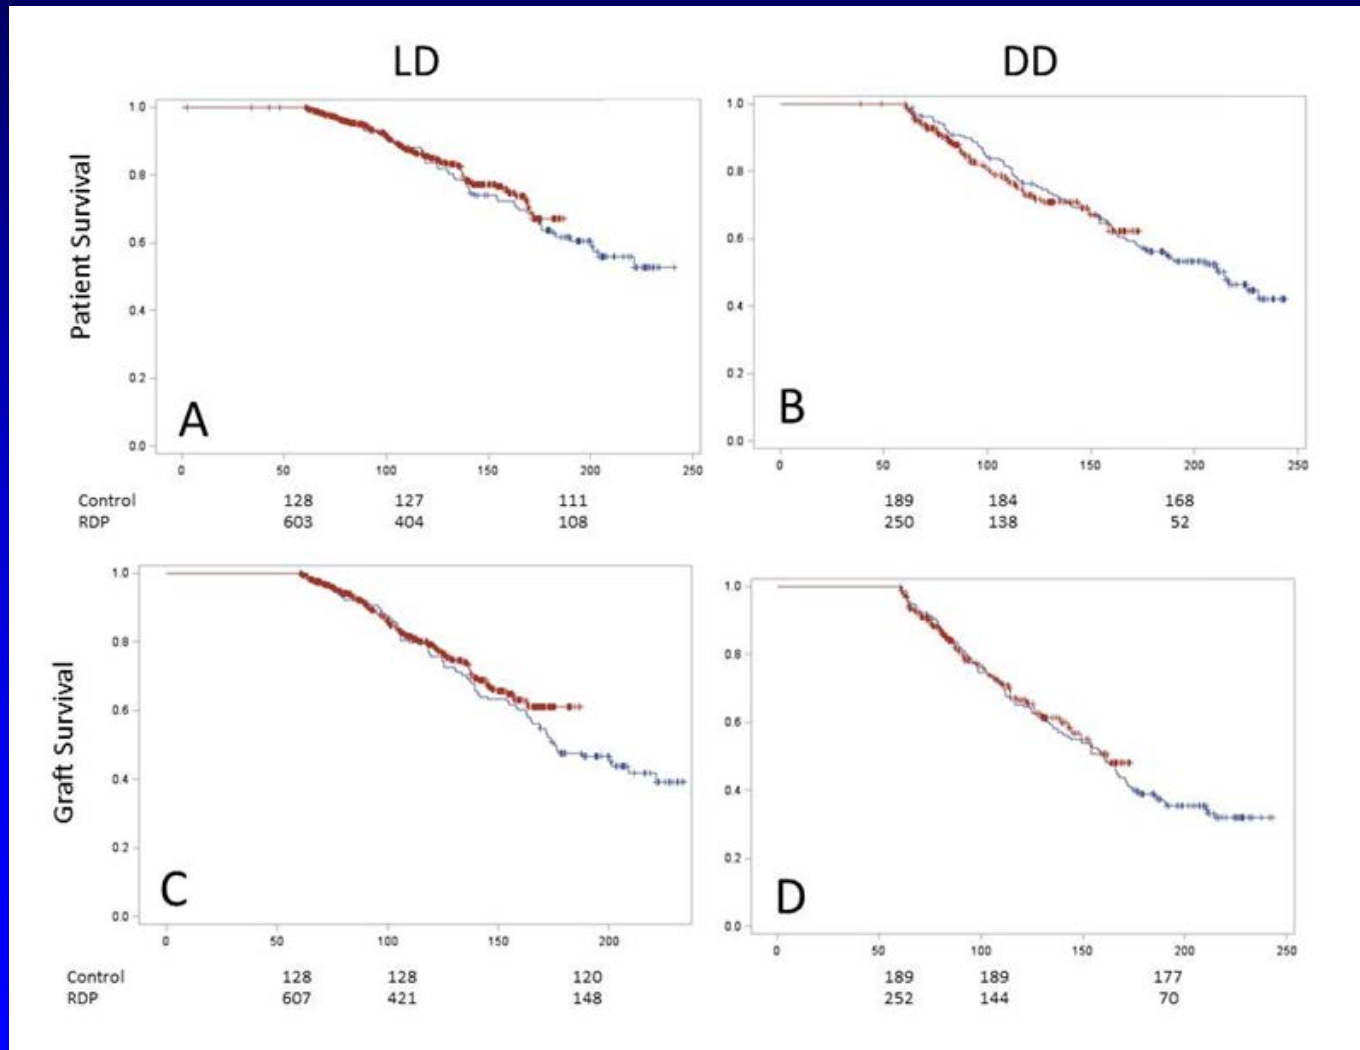 LD
DD
Patient Survival
1.0
0.8
0.6
0.4
0.2
0.0
A
0 50 100 150 200 250
Control 128 127 111
RDP 603 404 108
1.0
0.8
0.6
0.4
0.2
0.0
B
0 50 100 150 200 250
189 184 168
250 138 52
Graft Survival
1.0
0.8
0.6
0.4
0.2
0.0
C
0 50 100 150 200
Control 128 128 120
RDP 607 421 148
1.0
0.8
0.6
0.4
0.2
0.0
D
0 50 100 150 200 250
189 189 177
252 144 70